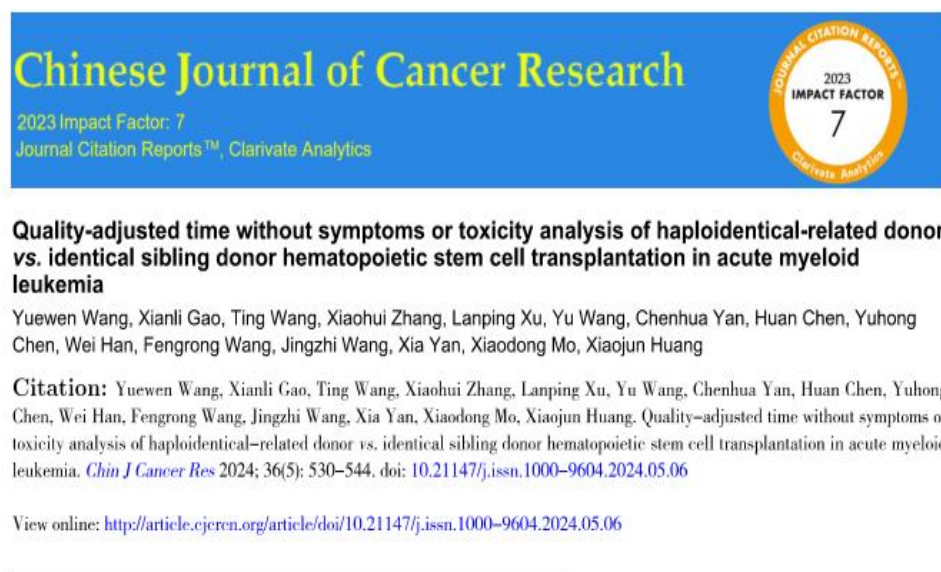 Chinese Journal of Cancer Research
2023 Impact Factor: 7
Journal Citation Reports™, Clarivate Analytics
JOURNAL CITATION REPORTS™
2023
IMPACT FACTOR
7
Clarivate Analytics
Quality-adjusted time without symptoms or toxicity analysis of haploidentical-related donor
vs. identical sibling donor hematopoietic stem cell transplantation in acute myeloid
leukemia
Yuewen Wang, Xianli Gao, Ting Wang, Xiaohui Zhang, Lanping Xu, Yu Wang, Chenhua Yan, Huan Chen, Yuhong
Chen, Wei Han, Fengrong Wang, Jingzhi Wang, Xia Yan, Xiaodong Mo, Xiaojun Huang
Citation: Yuewen Wang, Xianli Gao, Ting Wang, Xiaohui Zhang, Lanping Xu, Yu Wang, Chenhua Yan, Huan Chen, Yuhong
Chen, Wei Han, Fengrong Wang, Jingzhi Wang, Xia Yan, Xiaodong Mo, Xiaojun Huang. Quality-adjusted time without symptoms o
toxicity analysis of haploidentical-related donor vs. identical sibling donor hematopoietic stem cell transplantation in acute myeloid
leukemia. Chin J Cancer Res 2024; 36(5): 530-544. doi: 10.21147/j.issn.1000-9604.2024.05.06
View online: http://article.cjcrcn.org/article/doi/10.21147/j.issn.1000-9604.2024.05.06